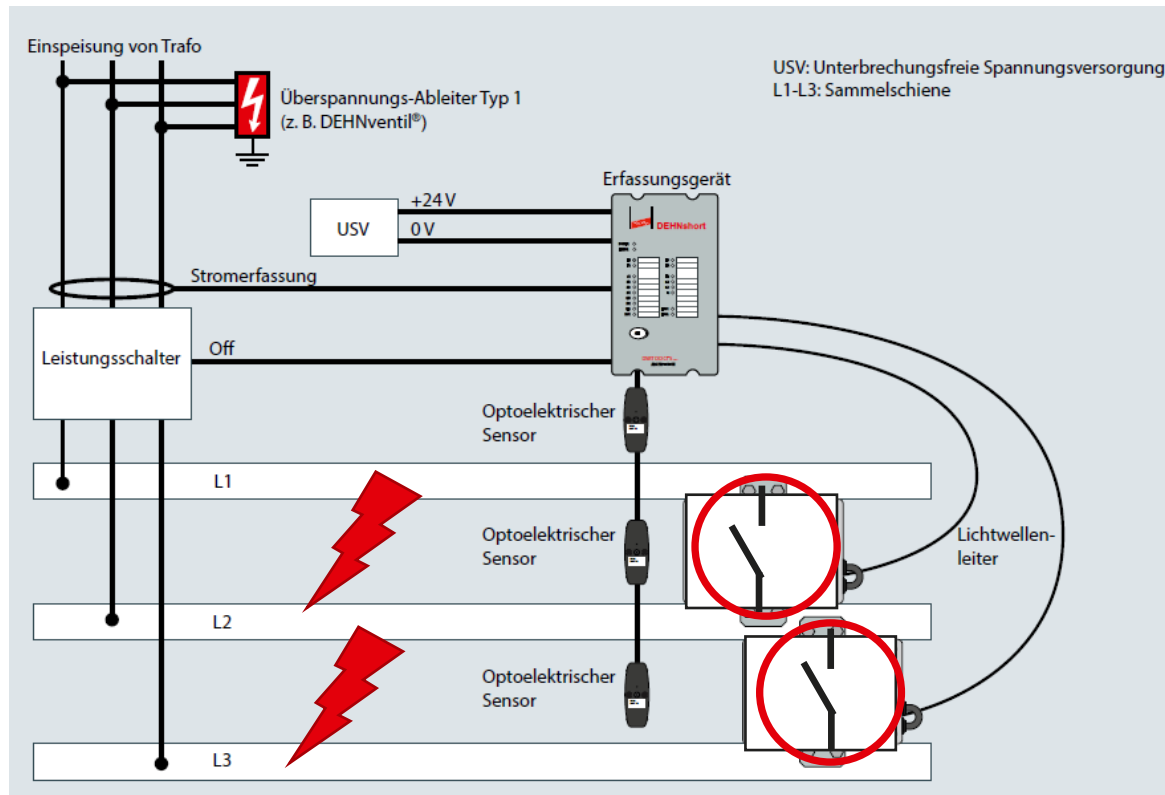 Einspeisung von Trafo
USV: Unterbrechungsfreie Spannungsversorgung
L1-L3: Sammelschiene
Überspannungs-Ableiter Typ 1
(z. B. DEHNventil®)
Erfassungsgerät
+24 V
USV
0 V
DEHNshort
Stromerfassung
Leistungsschalter
Off
Optoelektrischer
Sensor
L1
Optoelektrischer
Sensor
Lichtwellen-
leiter
L2
Optoelektrischer
Sensor
L3